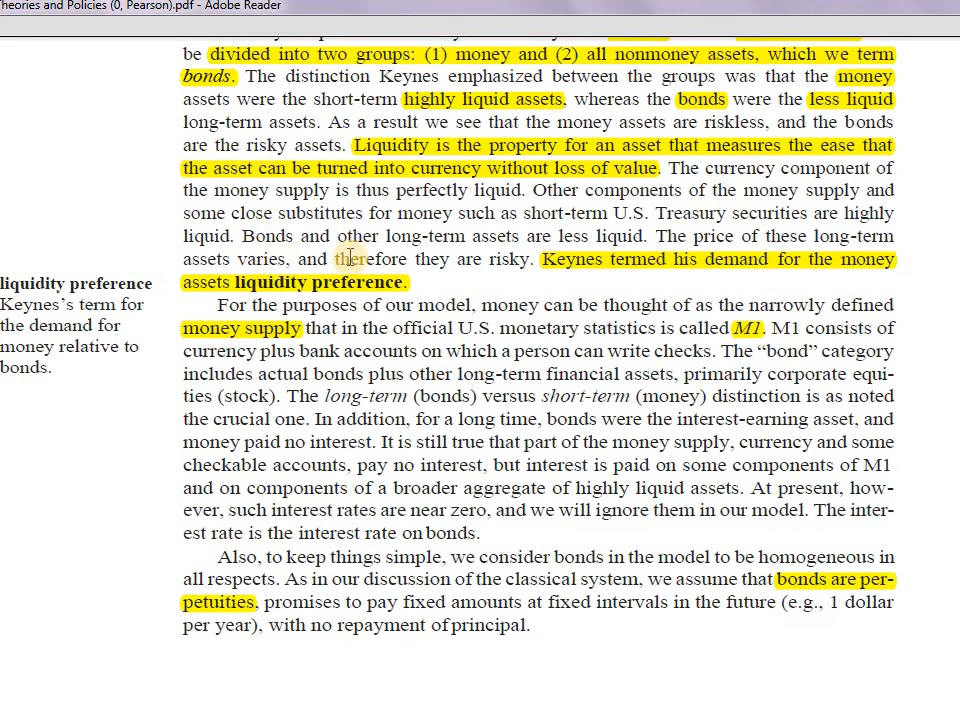 heories and Policies (0, Pearson).pdf - Adobe Reader
be divided into two groups: (1) money and (2) all nonmoney assets, which we term
bonds. The distinction Keynes emphasized between the groups was that the money
assets were the short-term highly liquid assets, whereas the bonds were the less liquid
long-term assets. As a result we see that the money assets are riskless, and the bonds
are the risky assets. Liquidity is the property for an asset that measures the ease that
the asset can be turned into currency without loss of value. The currency component of
the money supply is thus perfectly liquid. Other components of the money supply and
some close substitutes for money such as short-term U.S. Treasury securities are highly
liquid. Bonds and other long-term assets are less liquid. The price of these long-term
assets varies, and therefore they are risky. Keynes termed his demand for the money
assets liquidity preference.
liquidity preference
Keynes’s term for
the demand for
money relative to
bonds.
For the purposes of our model, money can be thought of as the narrowly defined
money supply that in the official U.S. monetary statistics is called M1. M1 consists of
currency plus bank accounts on which a person can write checks. The “bond” category
includes actual bonds plus other long-term financial assets, primarily corporate equi-
ties (stock). The long-term (bonds) versus short-term (money) distinction is as noted
the crucial one. In addition, for a long time, bonds were the interest-earning asset, and
money paid no interest. It is still true that part of the money supply, currency and some
checkable accounts, pay no interest, but interest is paid on some components of M1
and on components of a broader aggregate of highly liquid assets. At present, how-
ever, such interest rates are near zero, and we will ignore them in our model. The inter-
est rate is the interest rate on bonds.
Also, to keep things simple, we consider bonds in the model to be homogeneous in
all respects. As in our discussion of the classical system, we assume that bonds are per-
petuities, promises to pay fixed amounts at fixed intervals in the future (e.g., 1 dollar
per year), with no repayment of principal.